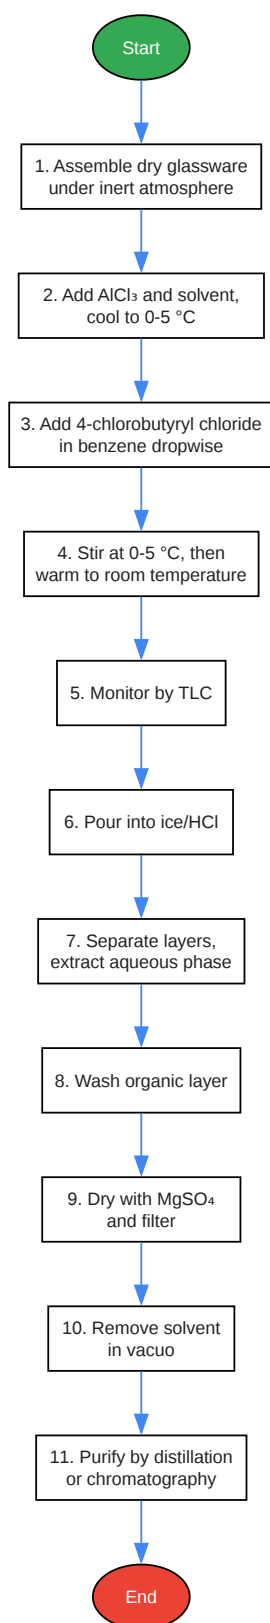 Start
1. Assemble dry glassware
under inert atmosphere
2. Add AlCl₃ and solvent,
cool to 0-5 °C
3. Add 4-chlorobutyryl chloride
in benzene dropwise
4. Stir at 0-5 °C, then
warm to room temperature
5. Monitor by TLC
6. Pour into ice/HCl
7. Separate layers,
extract aqueous phase
8. Wash organic layer
9. Dry with MgSO₄
and filter
10. Remove solvent
in vacuo
11. Purify by distillation
or chromatography
End